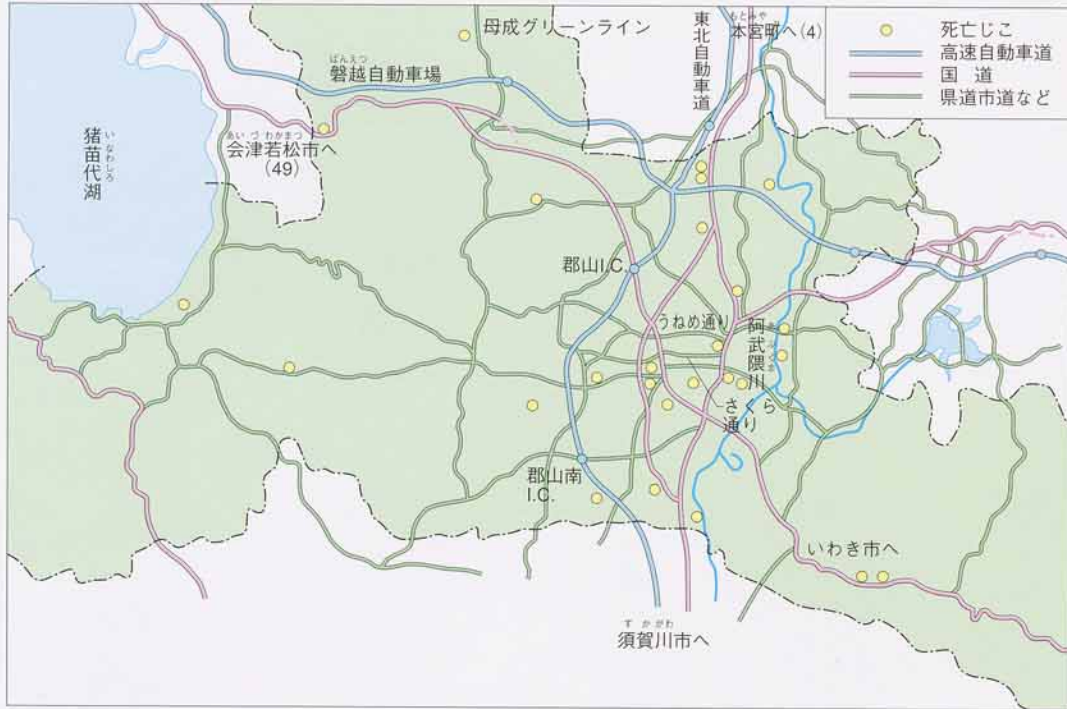 母成グリーンライン
ばんえつ
磐越自動車場
東北自動車道
もとみや
本宮町へ(4)
死亡じこ
高速自動車道
国 道
県道市道など
いなわしろ
猪苗代湖
あいづわかまつ
会津若松市へ
(49)
郡山I.C.
うねめ通り
阿武隈川
さくら
通り
郡山南
I.C.
いわき市へ
すかがわ
須賀川市へ